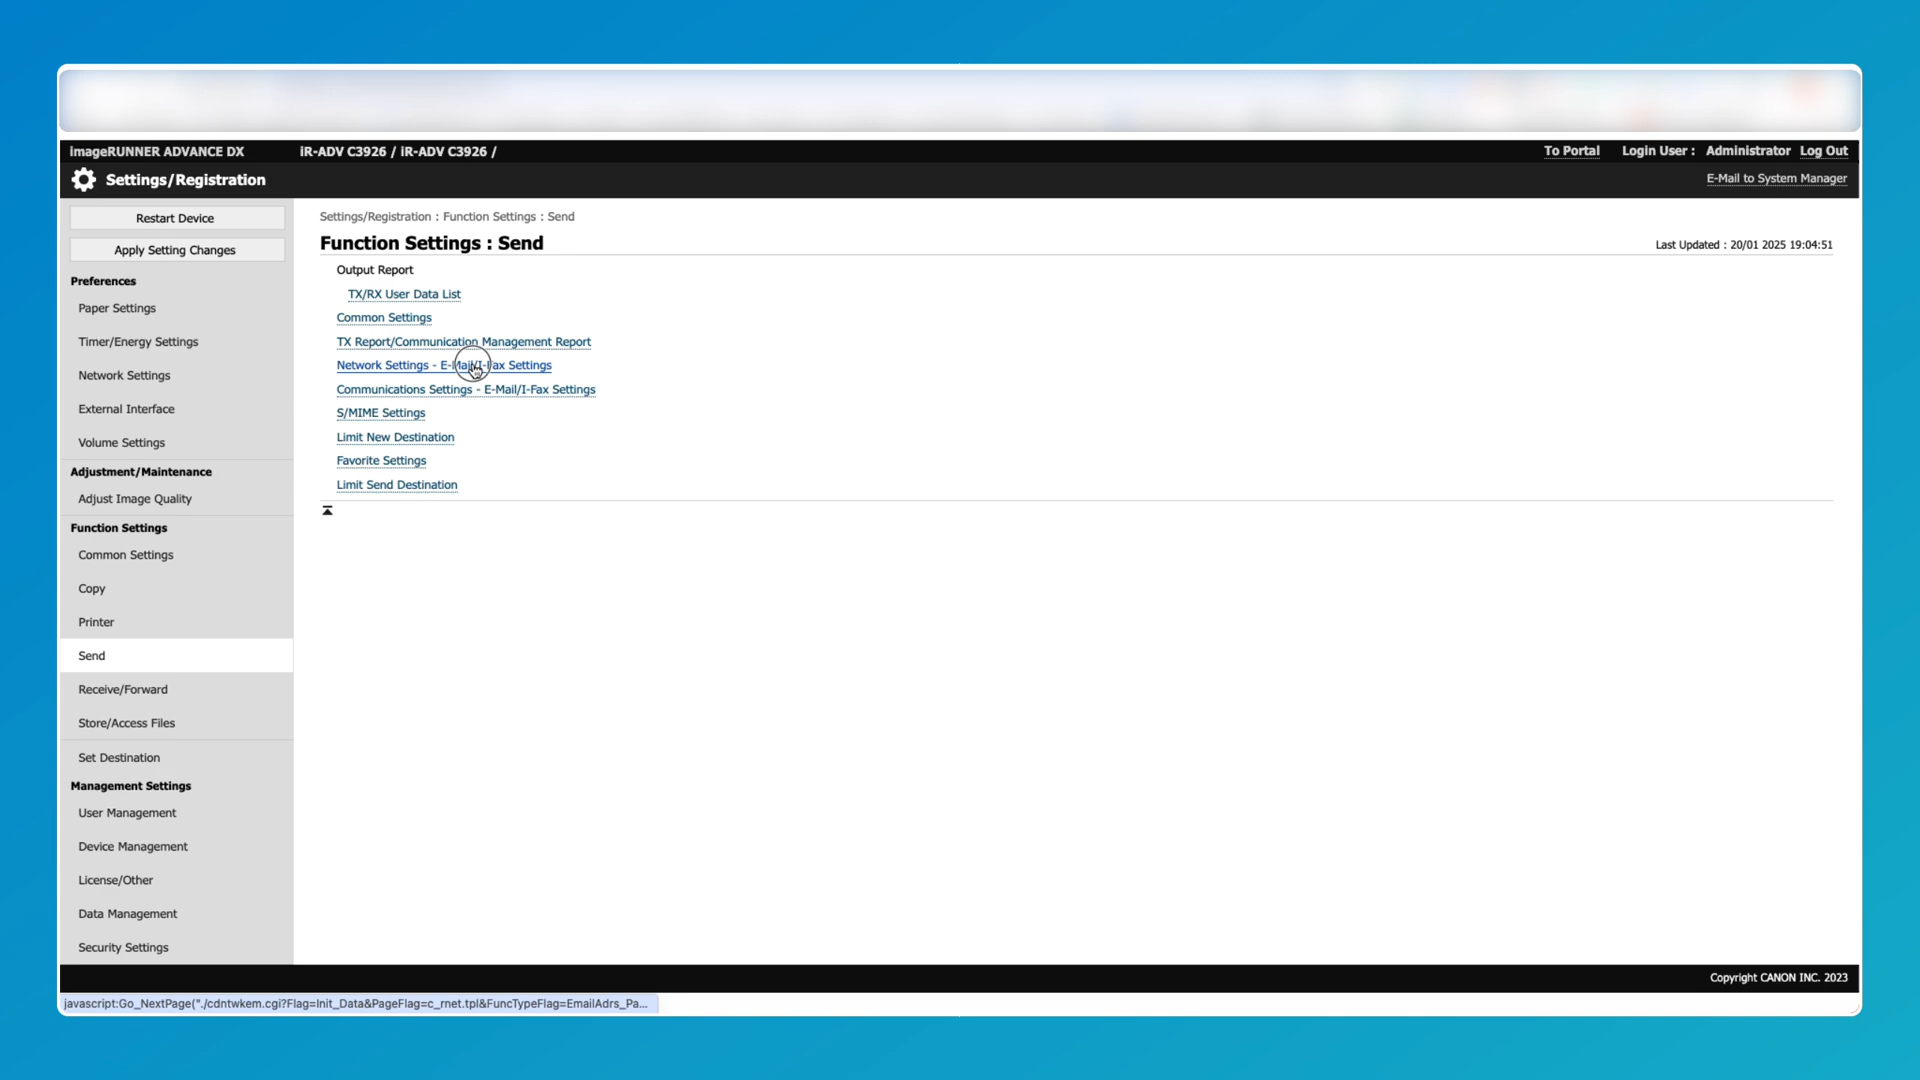 imageRUNNER ADVANCE DX iR-ADV C3926 / iR-ADV C3926 / To Portal Login User : Administrator Log Out
Settings/Registration E-Mail to System Manager
Restart Device
Apply Setting Changes
Preferences
Paper Settings
Timer/Energy Settings
Network Settings
External Interface
Volume Settings
Adjustment/Maintenance
Adjust Image Quality
Function Settings
Common Settings
Copy
Printer
Send
Receive/Forward
Store/Access Files
Set Destination
Management Settings
User Management
Device Management
License/Other
Data Management
Security Settings
Settings/Registration : Function Settings : Send
Function Settings : Send
Last Updated : 20/01 2025 19:04:51
Output Report
TX/RX User Data List
Common Settings
TX Report/Communication Management Report
Network Settings - E-Mail/I-Fax Settings
Communications Settings - E-Mail/I-Fax Settings
S/MIME Settings
Limit New Destination
Favorite Settings
Limit Send Destination
Copyright CANON INC. 2023
javascript:Go_NextPage("./cdntwkem.cgi?Flag=Init_Data&PageFlag=c_rnet.tpl&FuncTypeFlag=EmailAdrs_Pa...